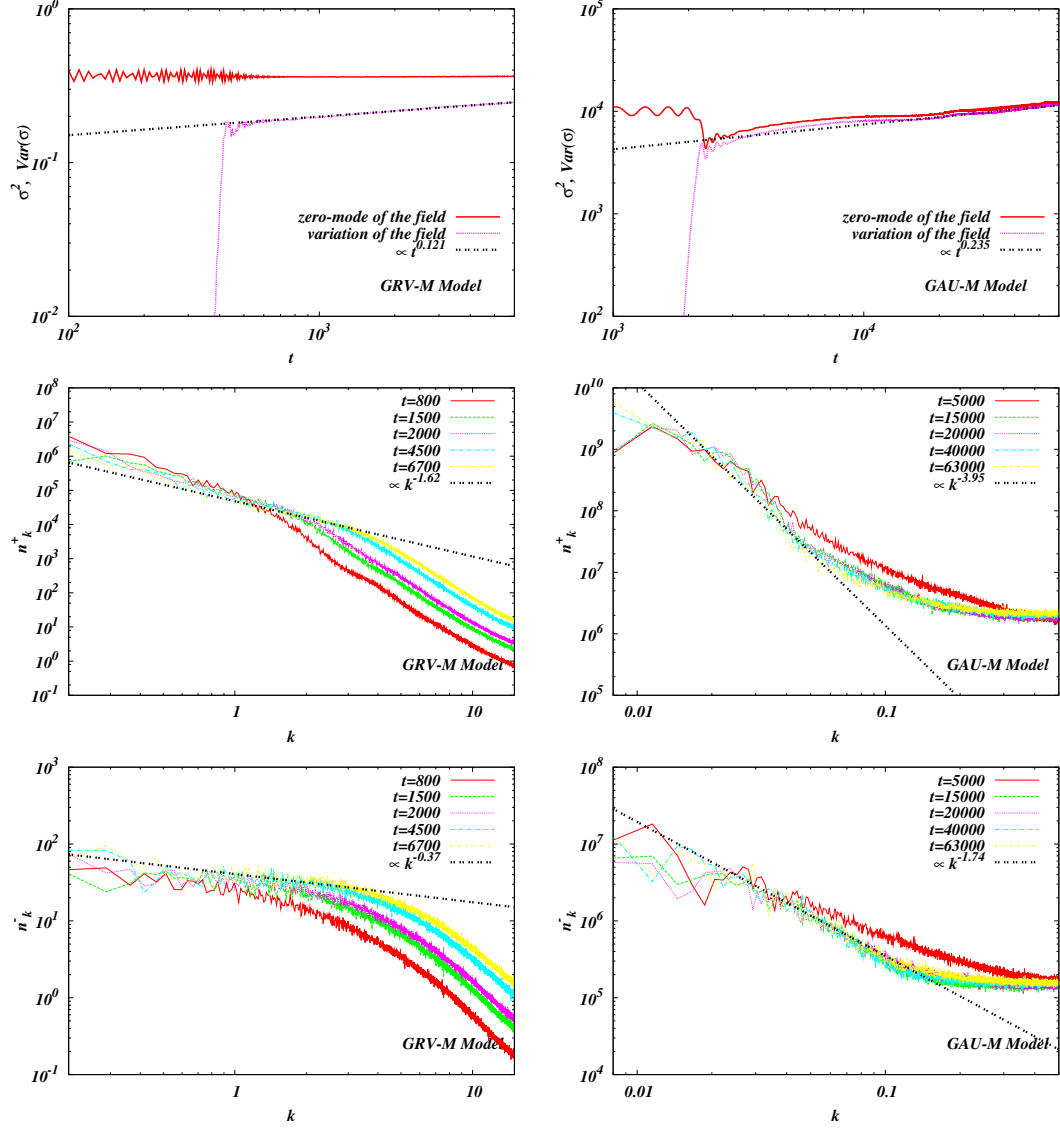 10^0
10^-1
10^-2
σ^2, Var(σ)
zero-mode of the field
variation of the field
∝ t^0.121
GRV-M Model
10^2
10^3
t
10^5
10^4
10^3
10^2
σ^2, Var(σ)
zero-mode of the field
variation of the field
∝ t^0.235
GAU-M Model
10^3
10^4
t
10^8
10^7
10^6
10^5
10^4
10^3
10^2
10^1
10^0
10^-1
n^+_k
t=800
t=1500
t=2000
t=4500
t=6700
∝ k^-1.62
GRV-M Model
1
10
k
10^10
10^9
10^8
10^7
10^6
10^5
n^+_k
t=5000
t=15000
t=20000
t=40000
t=63000
∝ k^-3.95
GAU-M Model
0.01
0.1
k
10^3
10^2
10^1
10^0
10^-1
n^-_k
t=800
t=1500
t=2000
t=4500
t=6700
∝ k^-0.37
GRV-M Model
1
10
k
10^8
10^7
10^6
10^5
10^4
n^-_k
t=5000
t=15000
t=20000
t=40000
t=63000
∝ k^-1.74
GAU-M Model
0.01
0.1
k